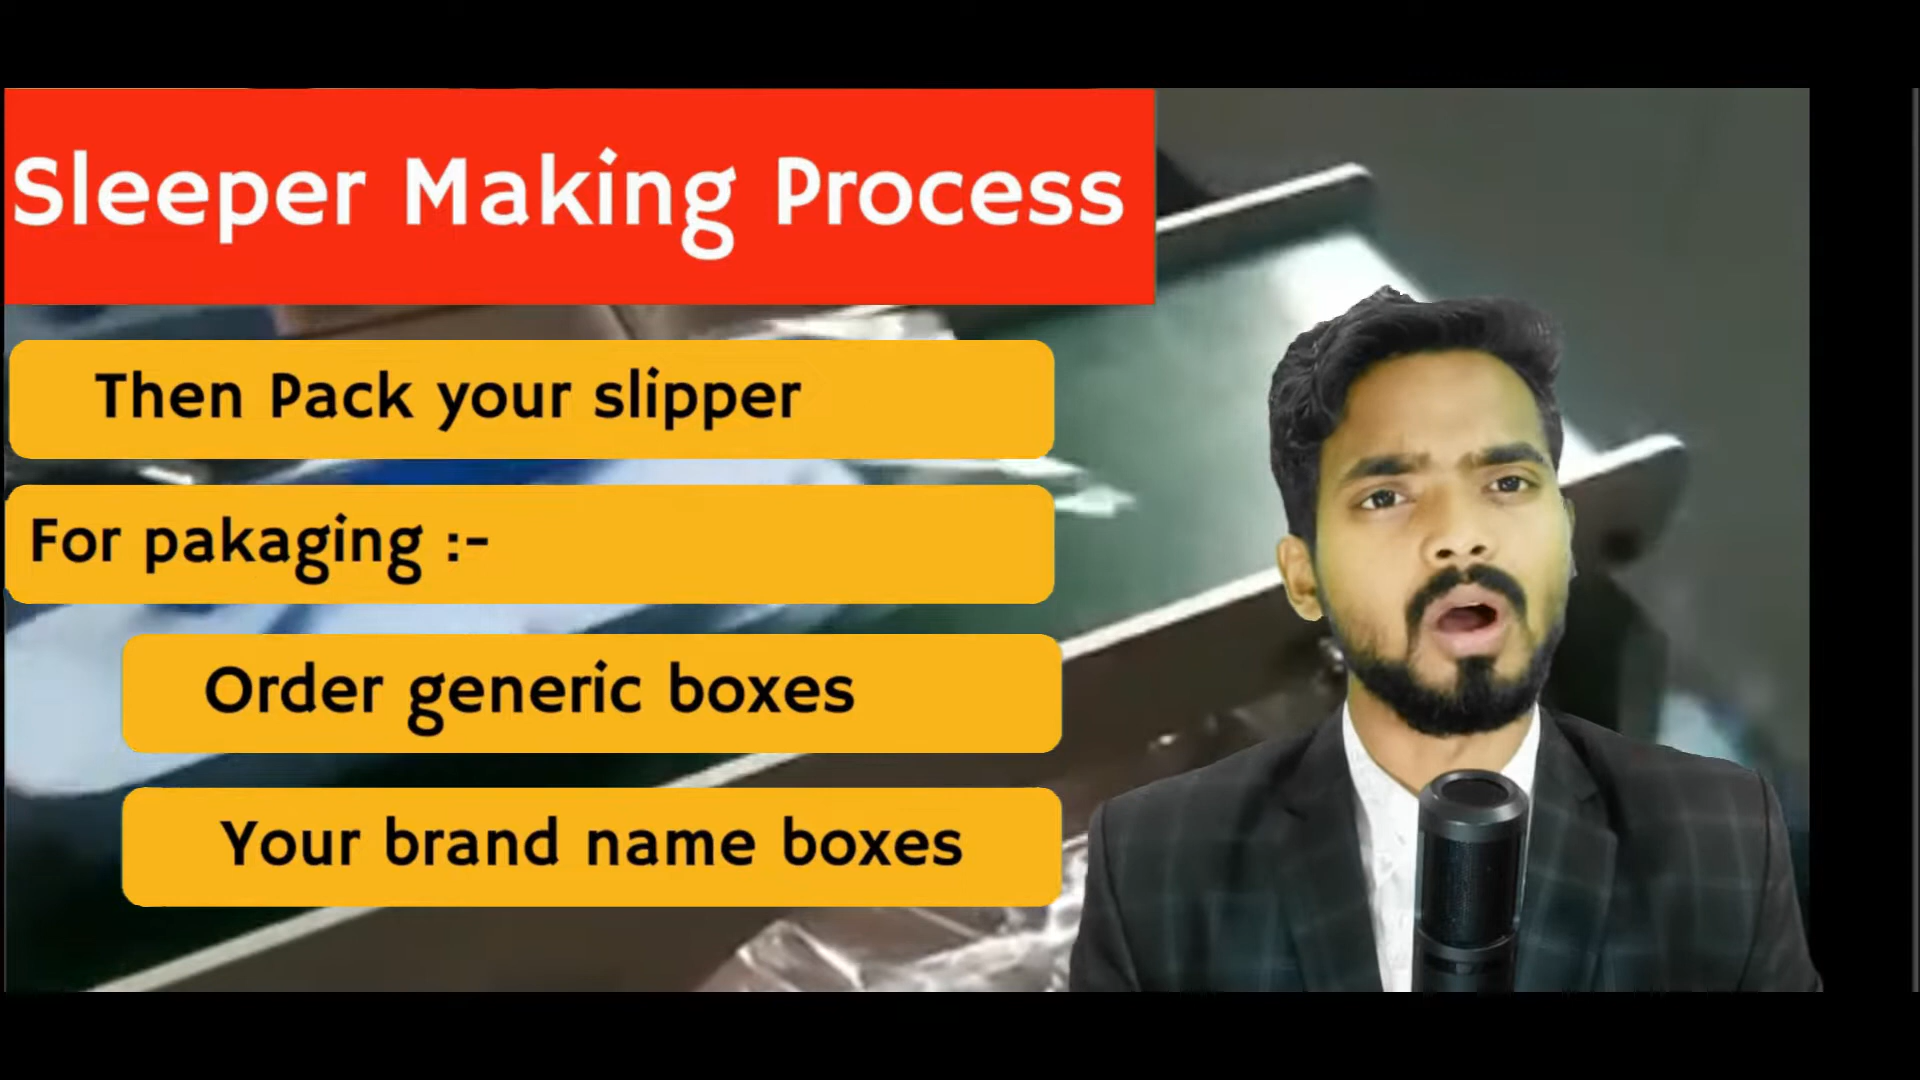 Sleeper Making Process
Then Pack your slipper
For pakaging :-
Order generic boxes
Your brand name boxes